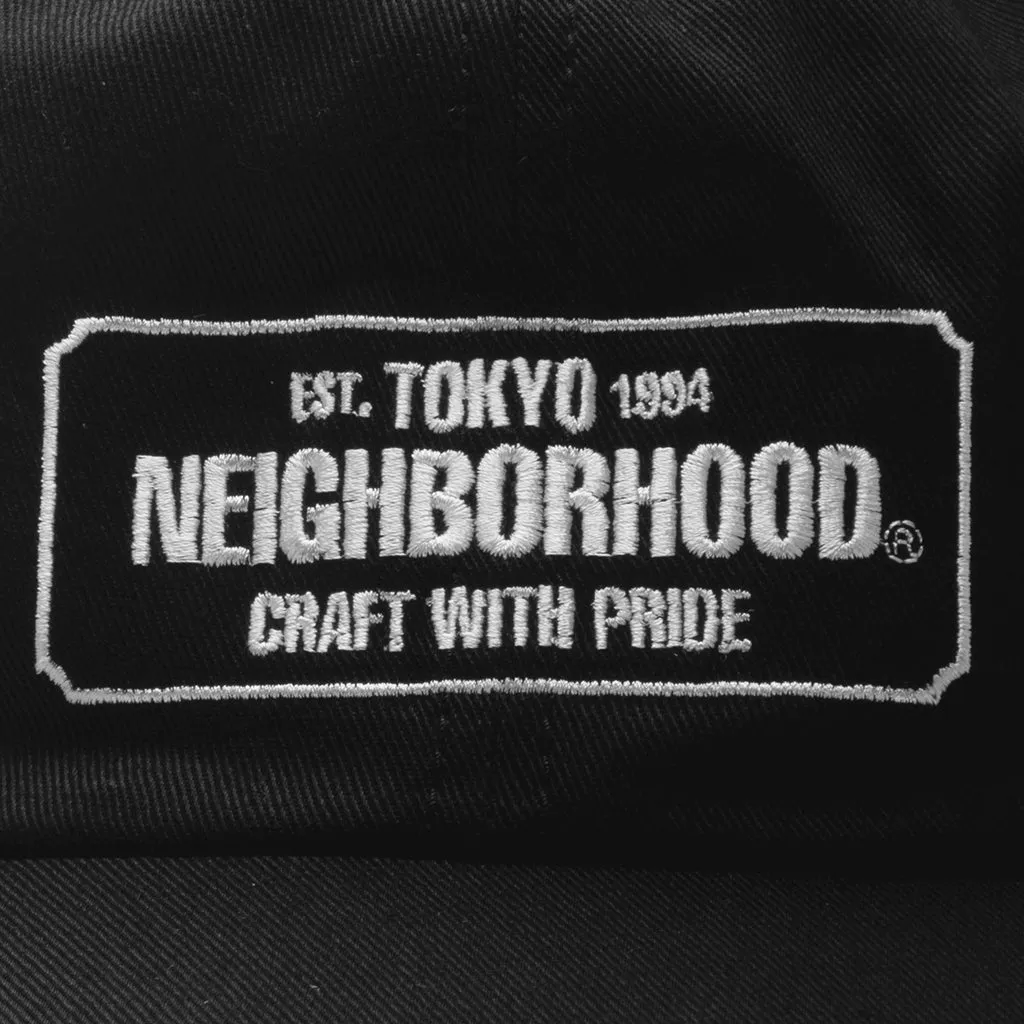 EST. TOKYO 1994
NEIGHBORHOOD®
CRAFT WITH PRIDE